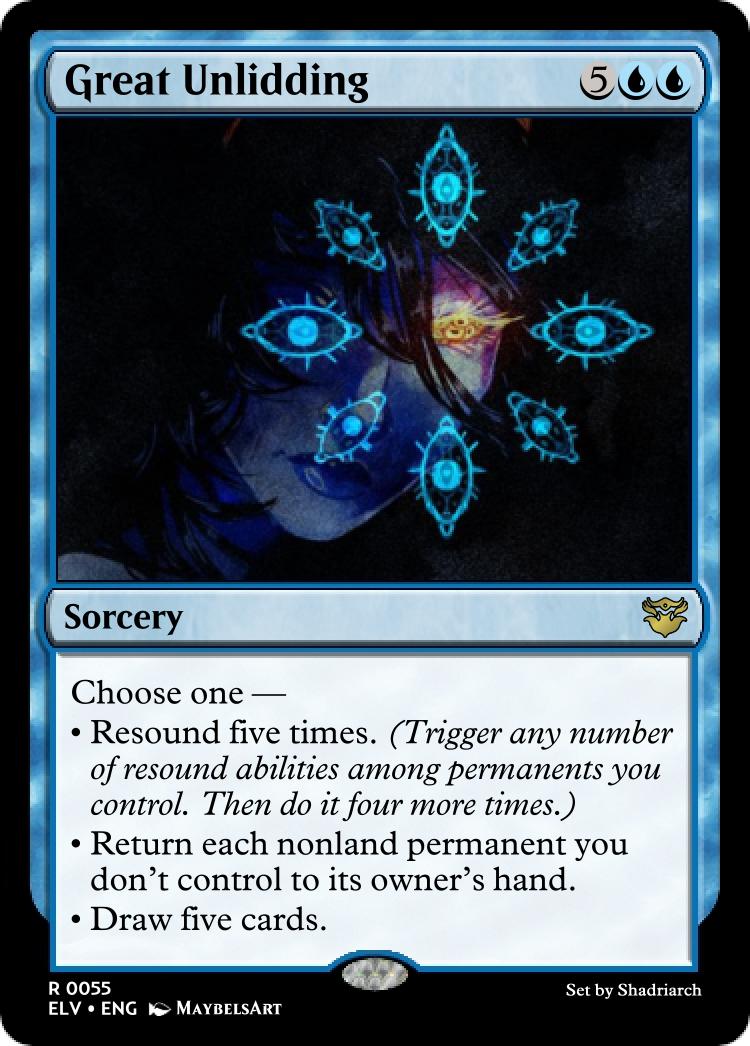 Great Unlidding
5
Sorcery
Choose one —
• Resound five times. (Trigger any number
of resound abilities among permanents you
control. Then do it four more times.)
• Return each nonland permanent you
don't control to its owner's hand.
• Draw five cards.
R 0055
ELV • ENG MaybelsArt
Set by Shadriarch